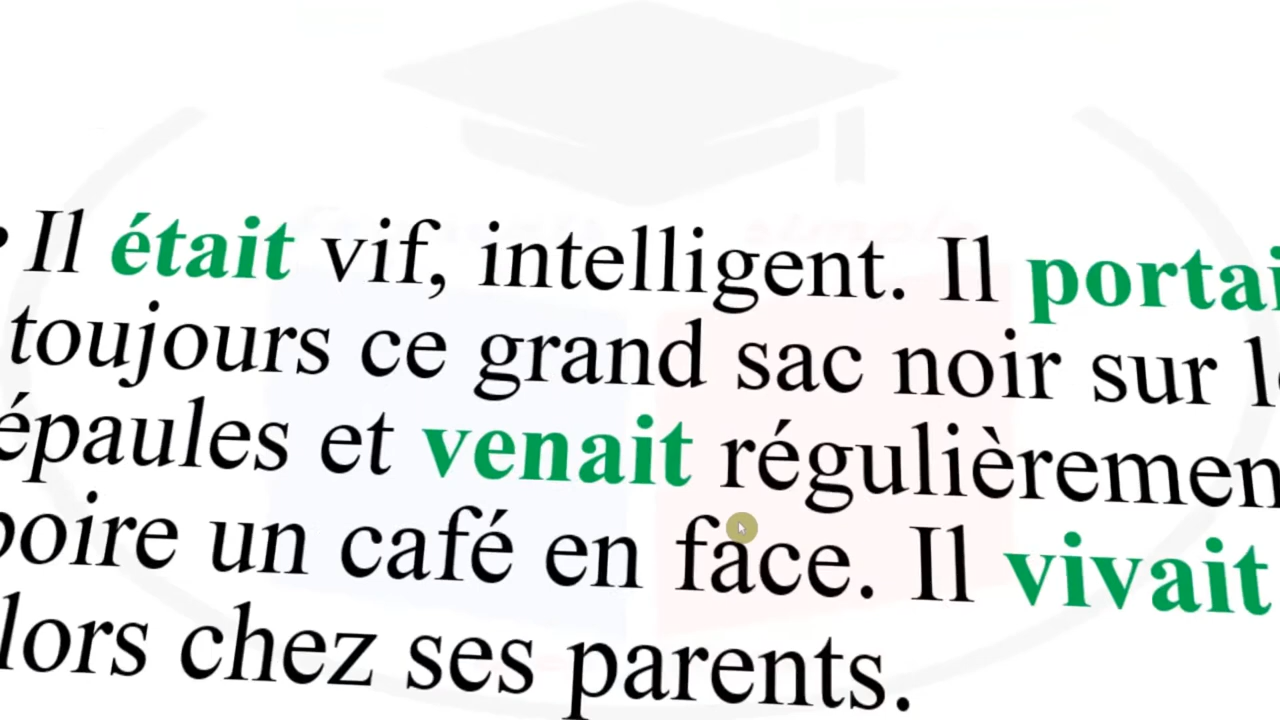 Il était vif, intelligent. Il portai
toujours ce grand sac noir sur
épaules et venait régulièremen
boire un café en face. Il vivait
lors chez ses parents.